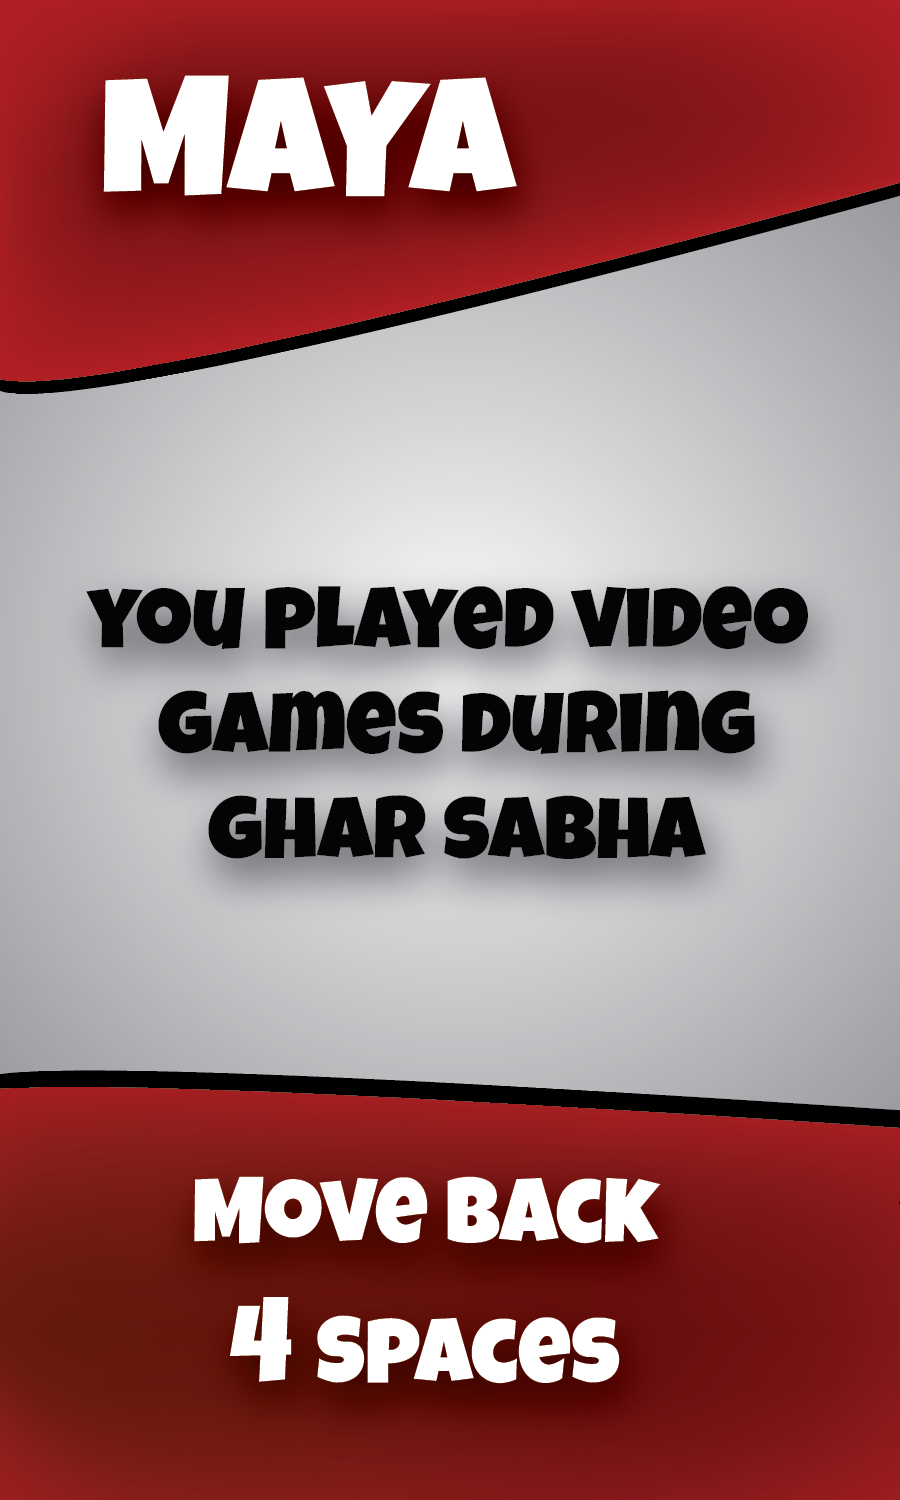 MAYA
YOU PLAYED VIDEO
GAMES DURING
GHAR SABHA
MOVE BACK
4 SPACES